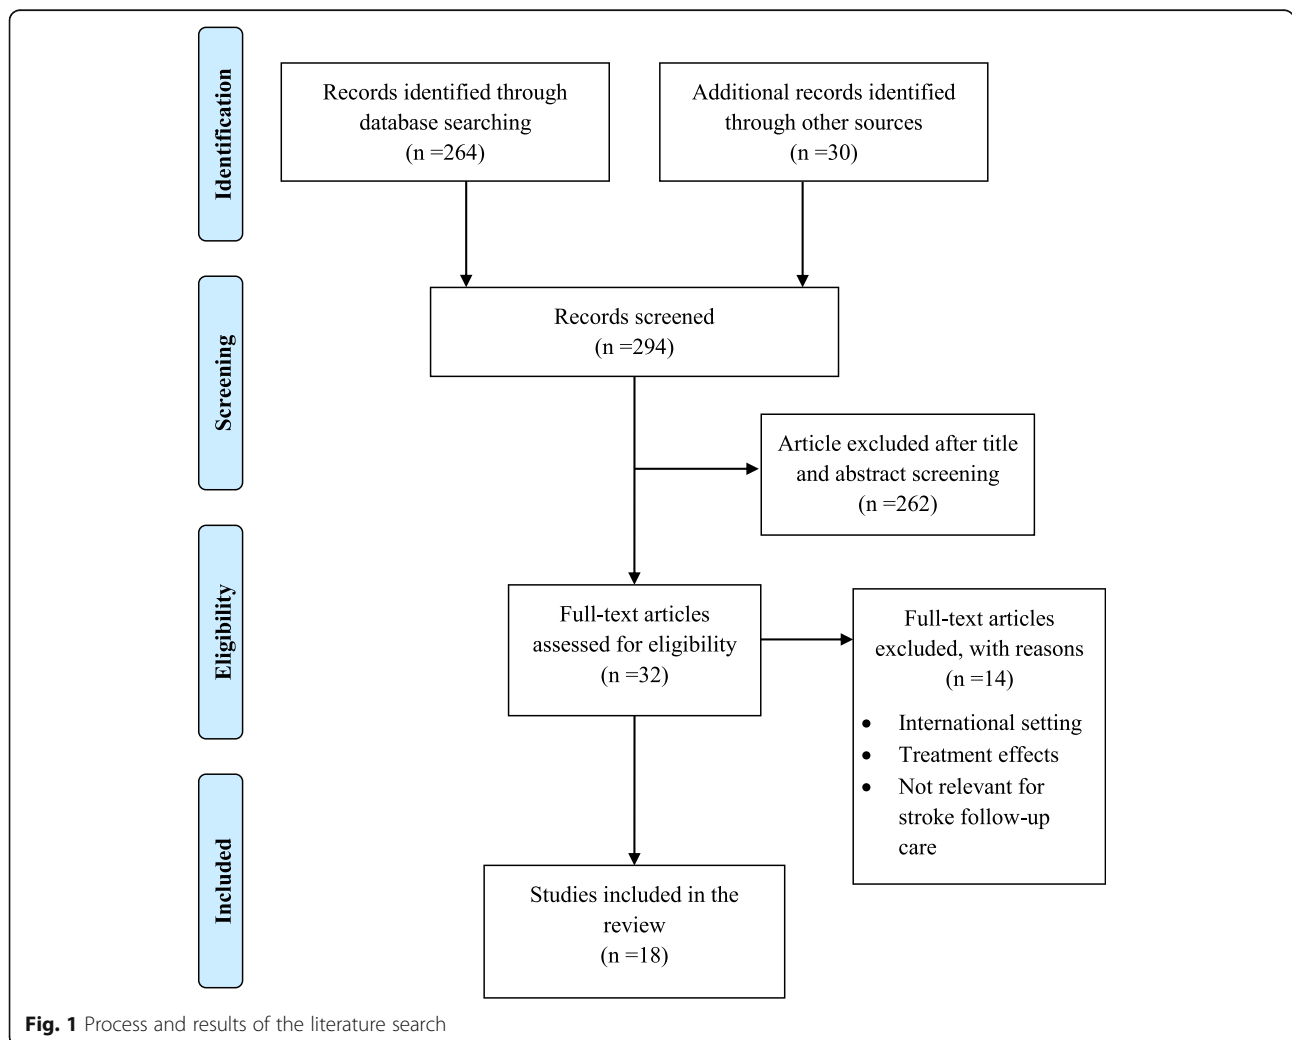 Identification
Records identified through
database searching
(n =264)
Additional records identified
through other sources
(n =30)
Screening
Records screened
(n =294)
Article excluded after title
and abstract screening
(n =262)
Eligibility
Full-text articles
assessed for eligibility
(n =32)
Full-text articles
excluded, with reasons
(n =14)
• International setting
• Treatment effects
• Not relevant for
stroke follow-up
care
Included
Studies included in the
review
(n =18)
Fig. 1 Process and results of the literature search